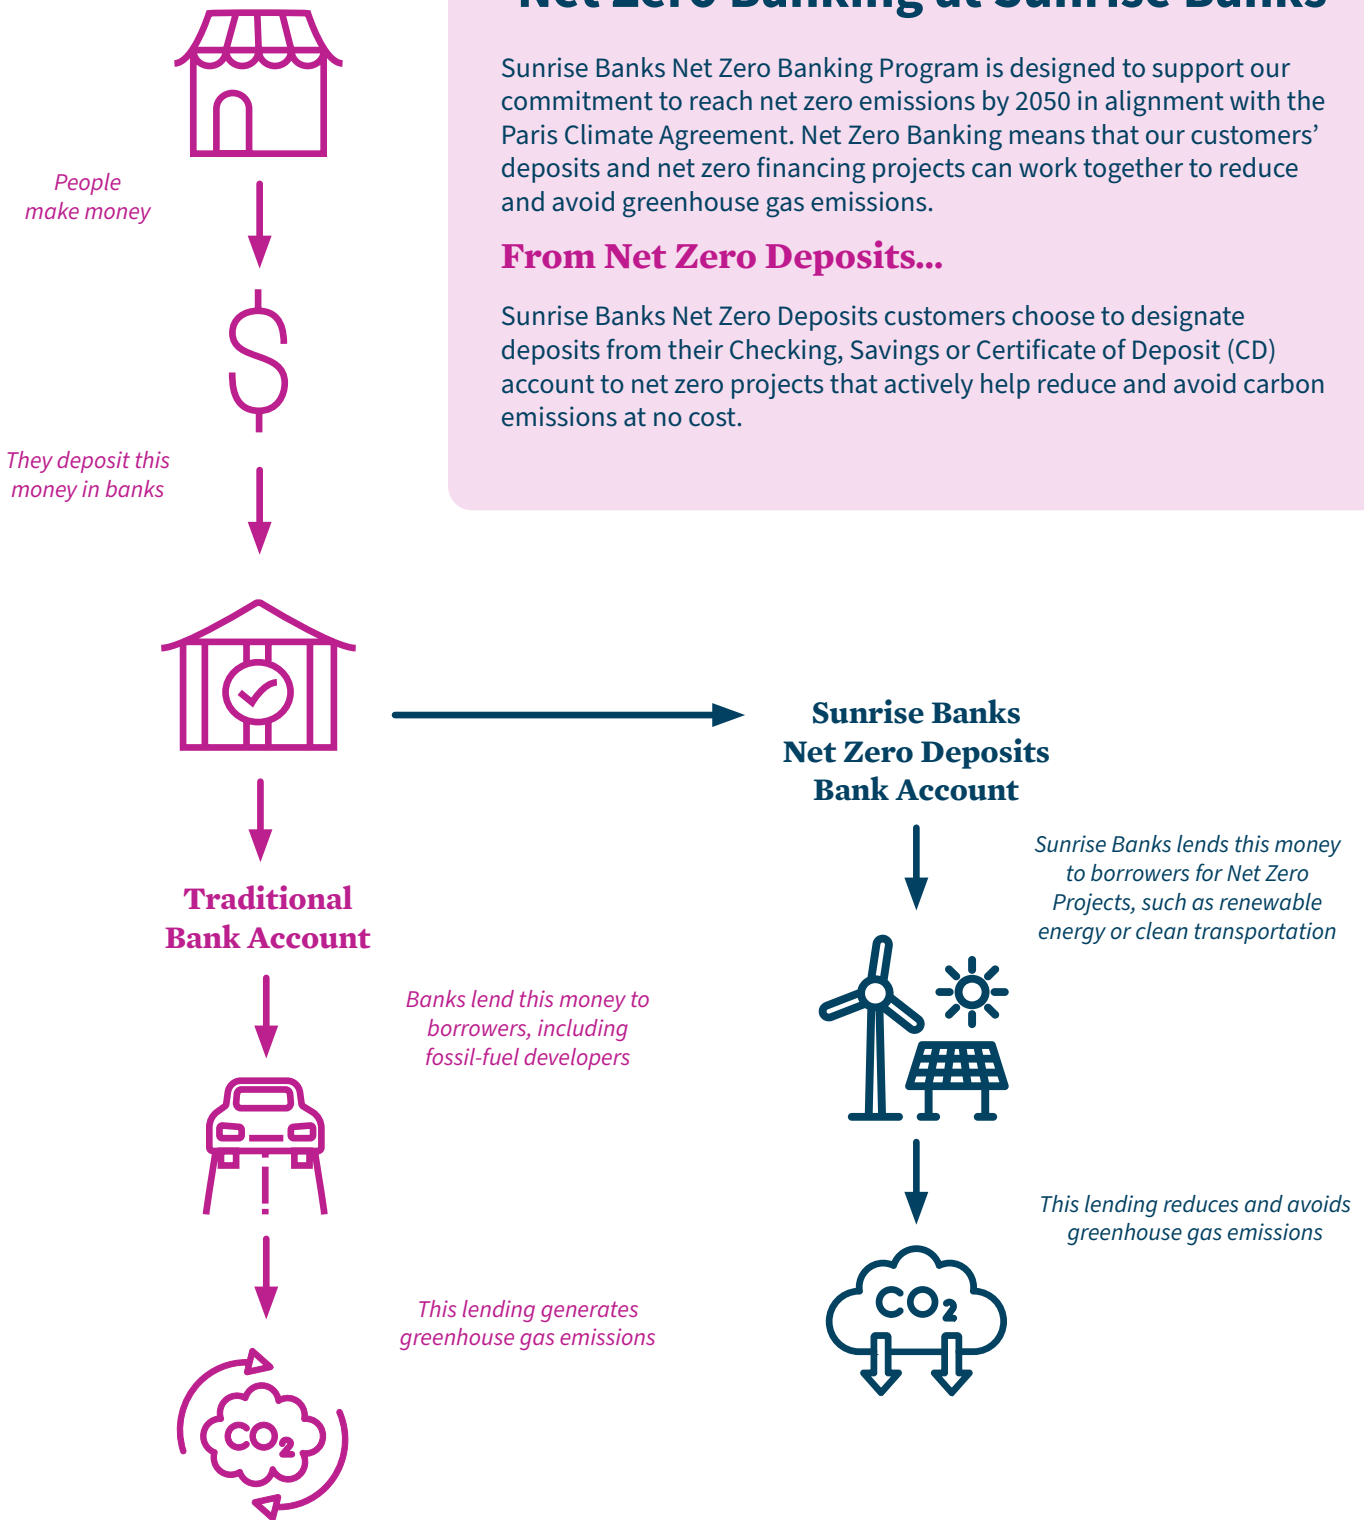 Net Zero Banking at Sunrise Banks
Sunrise Banks Net Zero Banking Program is designed to support our
commitment to reach net zero emissions by 2050 in alignment with the
Paris Climate Agreement. Net Zero Banking means that our customers’
deposits and net zero financing projects can work together to reduce
and avoid greenhouse gas emissions.
From Net Zero Deposits...
Sunrise Banks Net Zero Deposits customers choose to designate
deposits from their Checking, Savings or Certificate of Deposit (CD)
account to net zero projects that actively help reduce and avoid carbon
emissions at no cost.
People
make money
They deposit this
money in banks
Traditional
Bank Account
Banks lend this money to
borrowers, including
fossil-fuel developers
This lending generates
greenhouse gas emissions
CO2
Sunrise Banks
Net Zero Deposits
Bank Account
Sunrise Banks lends this money
to borrowers for Net Zero
Projects, such as renewable
energy or clean transportation
This lending reduces and avoids
greenhouse gas emissions
CO2